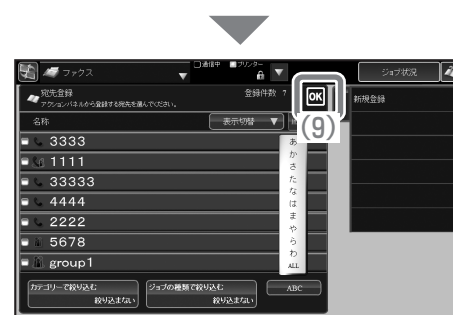 ファクス
通信中 プリンター
ジョブ状況
宛先登録
アクションパネルから登録する宛先を選んでください。
登録件数 7
OK
新規登録
(9)
名称
表示切替 ▼
3333
1111
33333
4444
2222
5678
group1
あ
か
さ
た
な
は
ま
や
ら
わ
ALL
カテゴリーで絞り込む
絞り込まない
ジョブの種類で絞り込む
絞り込まない
ABC